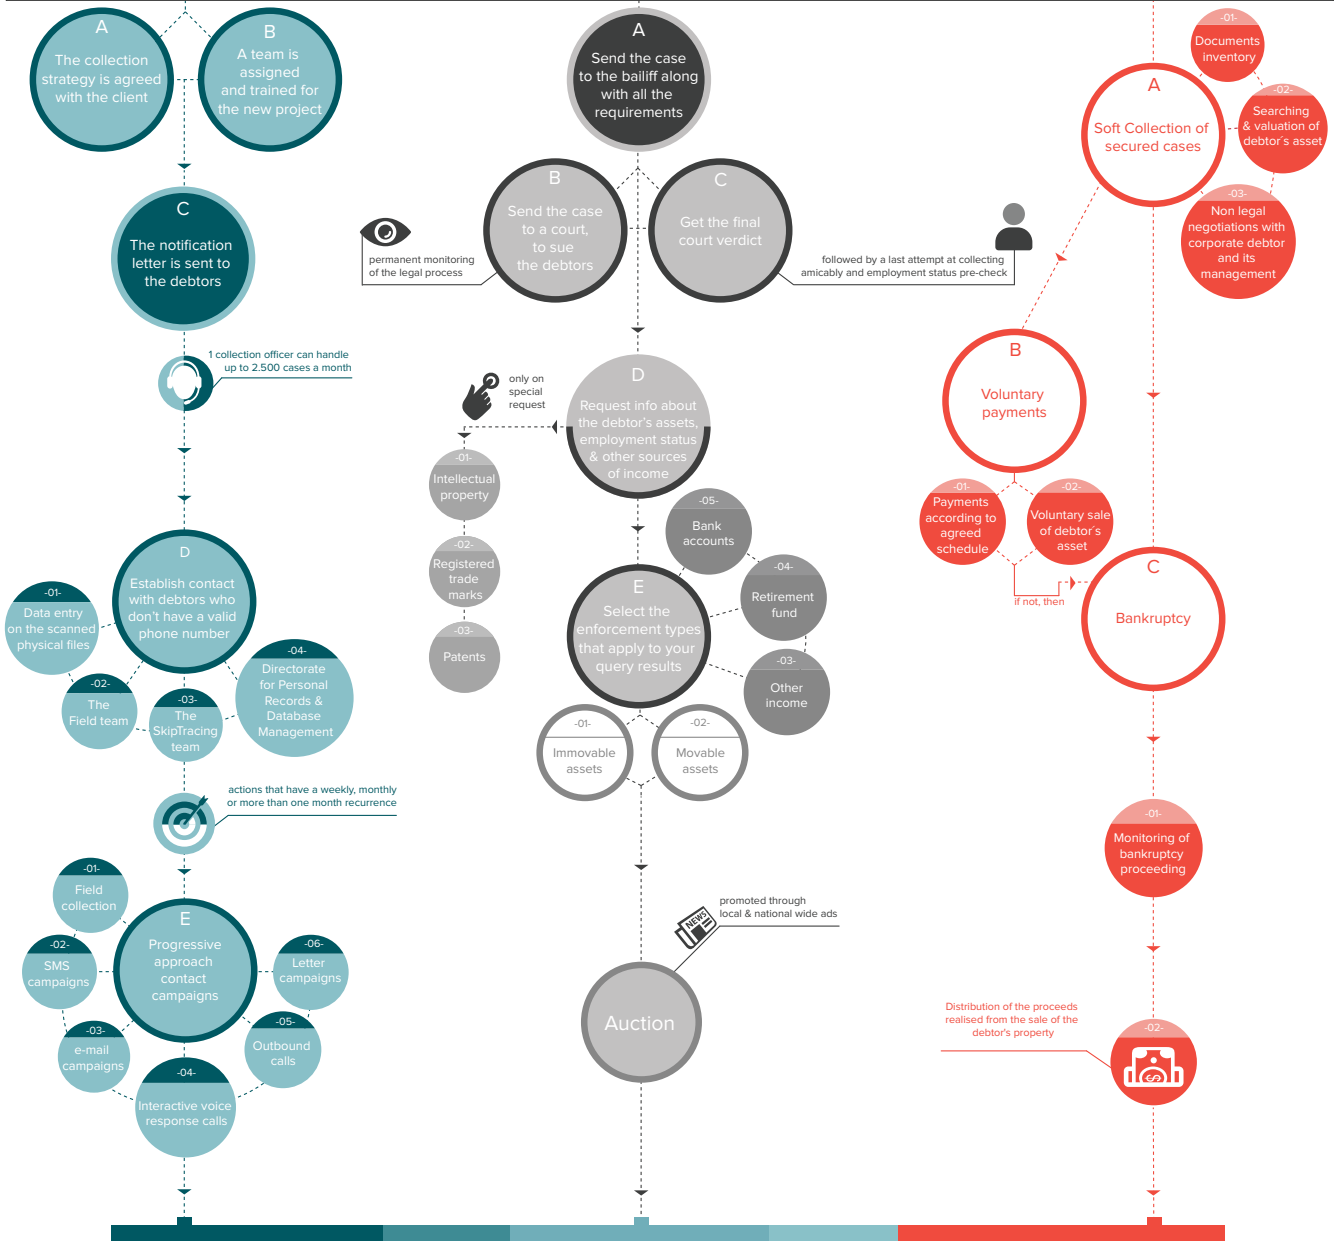 A
The collection
strategy is agreed
with the client
B
A team is
assigned
and trained for
the new project
C
The notification
letter is sent to
the debtors
1 collection officer can handle
up to 2.500 cases a month
D
Establish contact
with debtors who
don't have a valid
phone number
-01-
Data entry
on the scanned
physical files
-02-
The
Field team
-03-
The
SkipTracing
team
-04-
Directorate
for Personal
Records &
Database
Management
actions that have a weekly, monthly
or more than one month recurrence
E
Progressive
approach
contact
campaigns
-01-
Field
collection
-02-
SMS
campaigns
-03-
e-mail
campaigns
-04-
Interactive voice
response calls
-05-
Outbound
calls
-06-
Letter
campaigns
A
Send the case
to the bailiff along
with all the
requirements
B
Send the case
to a court,
to sue
the debtors
permanent monitoring
of the legal process
C
Get the final
court verdict
followed by a last attempt at collecting
amicably and employment status pre-check
D
Request info about
the debtor's assets,
employment status
& other sources
of income
only on
special
request
-01-
Intellectual
property
-02-
Registered
trade
marks
-03-
Patents
E
Select the
enforcement types
that apply to your
query results
-05-
Bank
accounts
-04-
Retirement
fund
-03-
Other
income
-01-
Immovable
assets
-02-
Movable
assets
NEWS
promoted through
local & national wide ads
Auction
A
Soft Collection of
secured cases
-01-
Documents
inventory
-02-
Searching
& valuation of
debtor´s asset
-03-
Non legal
negotiations with
corporate debtor
and its
management
B
Voluntary
payments
-01-
Payments
according to
agreed
schedule
-02-
Voluntary sale
of debtor´s
asset
if not, then
C
Bankruptcy
-01-
Monitoring of
bankruptcy
proceeding
Distribution of the proceeds
realised from the sale of the
debtor's property
-02-
$